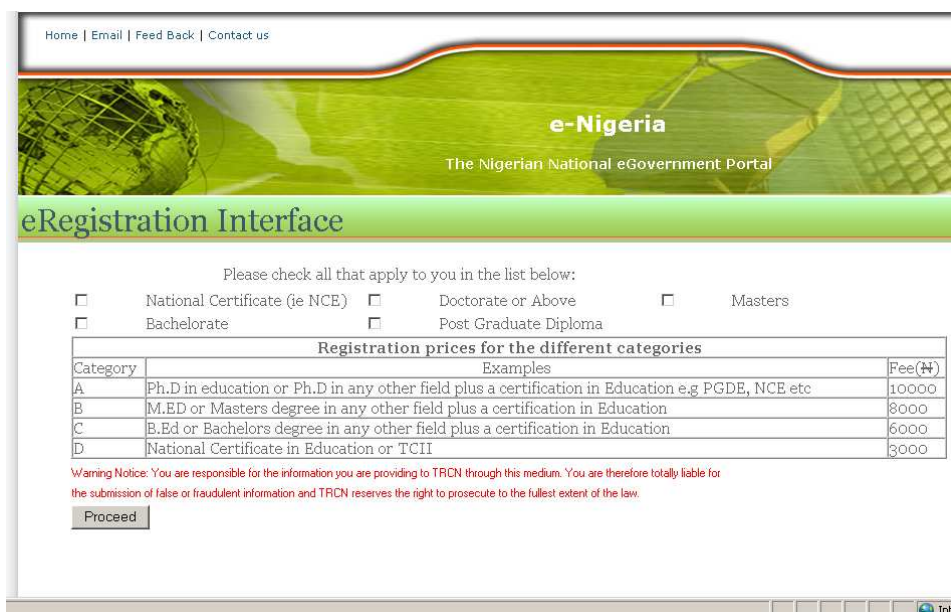 Home | Email | Feed Back | Contact us
e-Nigeria
The Nigerian National eGovernment Portal
eRegistration Interface
Please check all that apply to you in the list below:
National Certificate (ie NCE) Doctorate or Above Masters
Bachelorate Post Graduate Diploma
Registration prices for the different categories
Category Examples Fee(₦)
A Ph.D in education or Ph.D in any other field plus a certification in Education e.g PGDE, NCE etc 10000
B M.ED or Masters degree in any other field plus a certification in Education 8000
C B.Ed or Bachelors degree in any other field plus a certification in Education 6000
D National Certificate in Education or TCII 3000
Warning Notice: You are responsible for the information you are providing to TRCN through this medium. You are therefore totally liable for
the submission of false or fraudulent information and TRCN reserves the right to prosecute to the fullest extent of the law.
Proceed